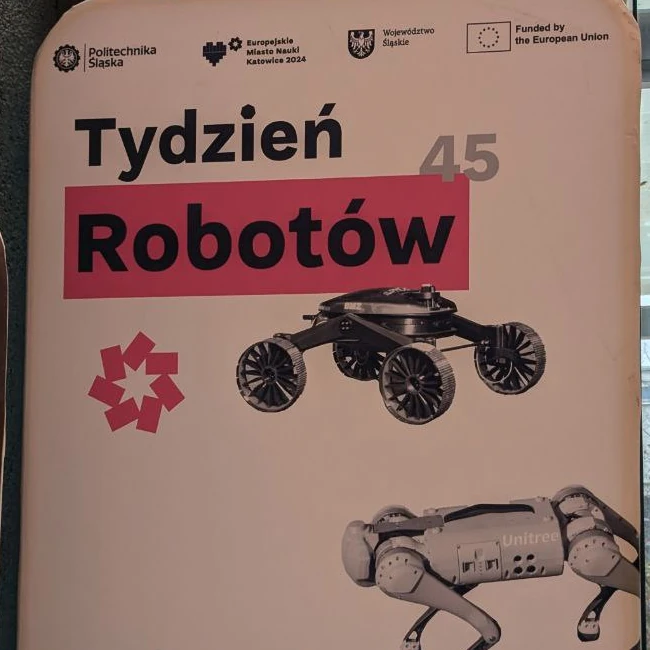 Politechnika
Śląska
Europejskie
Miasto Nauki
Katowice 2024
Województwo
Śląskie
Funded by
the European Union
Tydzień
45
Robotów
Unitree